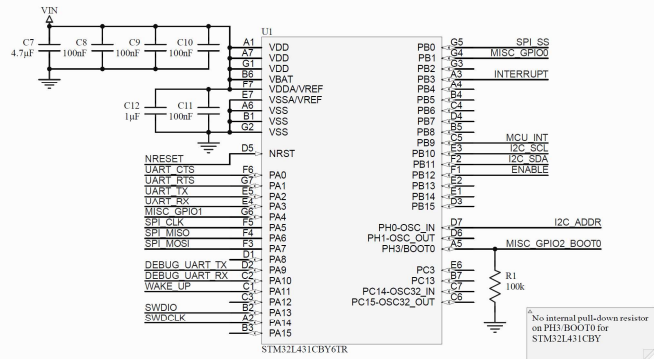 VIN
U1
C7 4.7µF
C8 100nF
C9 100nF
C10 100nF
C12 1µF
C11 100nF
A1 VDD
A7 VDD
G1 VDD
B6 VBAT
F7 VDDA/VREF
E7 VSSA/VREF
A6 VSS
B1 VSS
G2 VSS
NRESET D5 NRST
UART_CTS F6 PA0
UART_RTS G7 PA1
UART_TX E5 PA2
UART_RX E4 PA3
MISC_GPIO1 G6 PA4
SPI_CLK F5 PA5
SPI_MISO F4 PA6
SPI_MOSI F3 PA7
D1 PA8
DEBUG_UART_TX D2 PA9
DEBUG_UART_RX C2 PA10
WAKE_UP C1 PA11
C3 PA12
SWDIO B2 PA13
SWDCLK A2 PA14
B3 PA15
PB0 G5 SPI_SS
PB1 G4 MISC_GPIO0
PB2 G3
PB3 A3 INTERRUPT
PB4 A4
PB5 B4
PB6 C4
PB7 D4
PB8 B5
PB9 C5 MCU_INT
PB10 E3 I2C_SCL
PB11 F2 I2C_SDA
PB12 F1 ENABLE
PB13 E2
PB14 E1
PB15 D3
PH0-OSC_IN D7 I2C_ADDR
PH1-OSC_OUT D6
PH3/BOOT0 A5 MISC_GPIO2_BOOT0
PC3 E6
PC13 B7
PC14-OSC32_IN C7
PC15-OSC32_OUT C6
R1
100k
STM32L431CBY6TR
No internal pull-down resistor
on PH3/BOOT0 for
STM32L431CBY